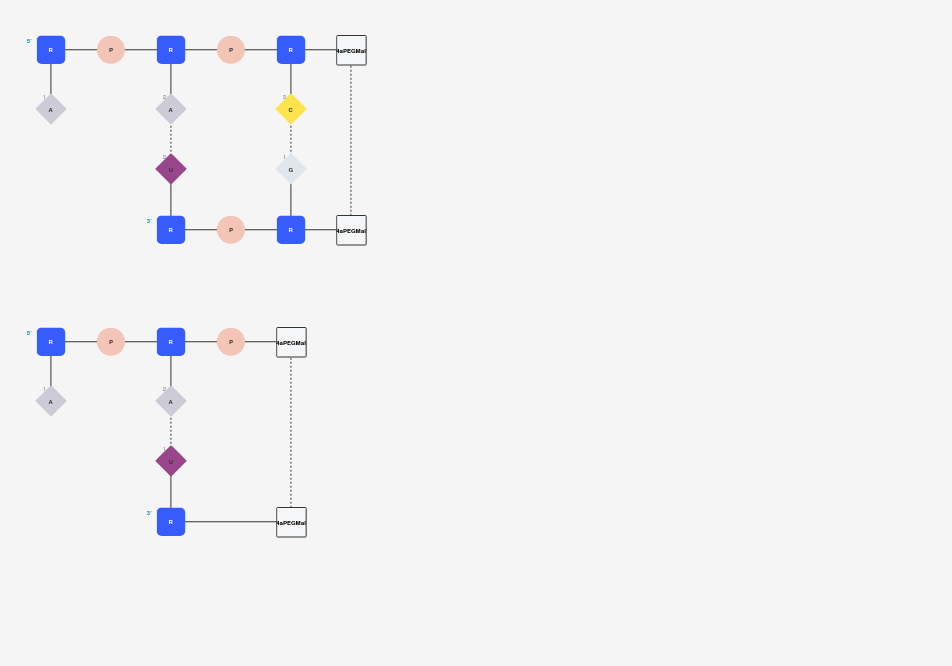 5' R P R P R 4aPEGMal
1 A 2 A 3 C
2 U 1 G
3' R P R 4aPEGMal
5' R P R P 4aPEGMal
1 A 2 A
1 U
3' R 4aPEGMal